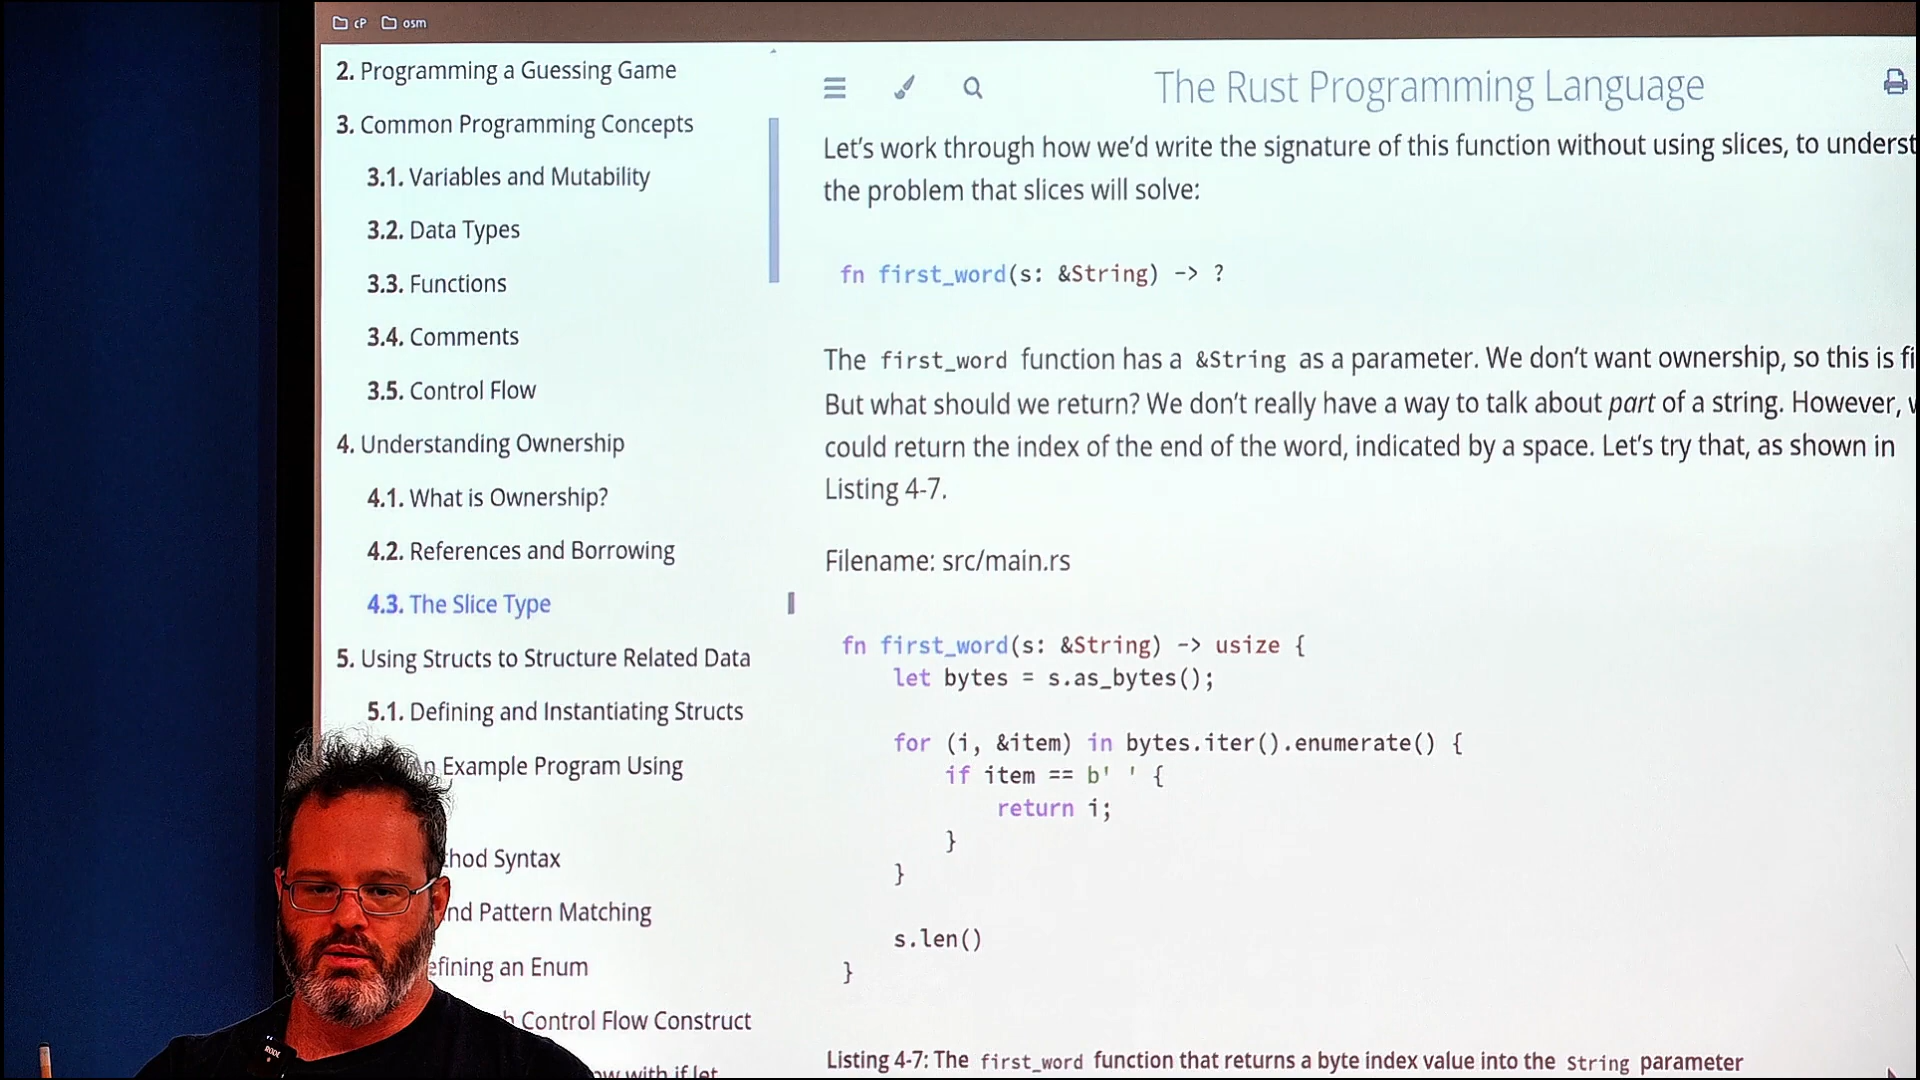 cP osm
2. Programming a Guessing Game
3. Common Programming Concepts
3.1. Variables and Mutability
3.2. Data Types
3.3. Functions
3.4. Comments
3.5. Control Flow
4. Understanding Ownership
4.1. What is Ownership?
4.2. References and Borrowing
4.3. The Slice Type
5. Using Structs to Structure Related Data
5.1. Defining and Instantiating Structs
Example Program Using
Syntax
Pattern Matching
an Enum
Control Flow Construct
with if let
The Rust Programming Language
Let's work through how we'd write the signature of this function without using slices, to underst
the problem that slices will solve:
fn first_word(s: &String) -> ?
The first_word function has a &String as a parameter. We don't want ownership, so this is fi
But what should we return? We don't really have a way to talk about part of a string. However,
could return the index of the end of the word, indicated by a space. Let's try that, as shown in
Listing 4-7.
Filename: src/main.rs
fn first_word(s: &String) -> usize {
let bytes = s.as_bytes();
for (i, &item) in bytes.iter().enumerate() {
if item == b' ' {
return i;
}
}
s.len()
}
Listing 4-7: The first_word function that returns a byte index value into the String parameter
RODE